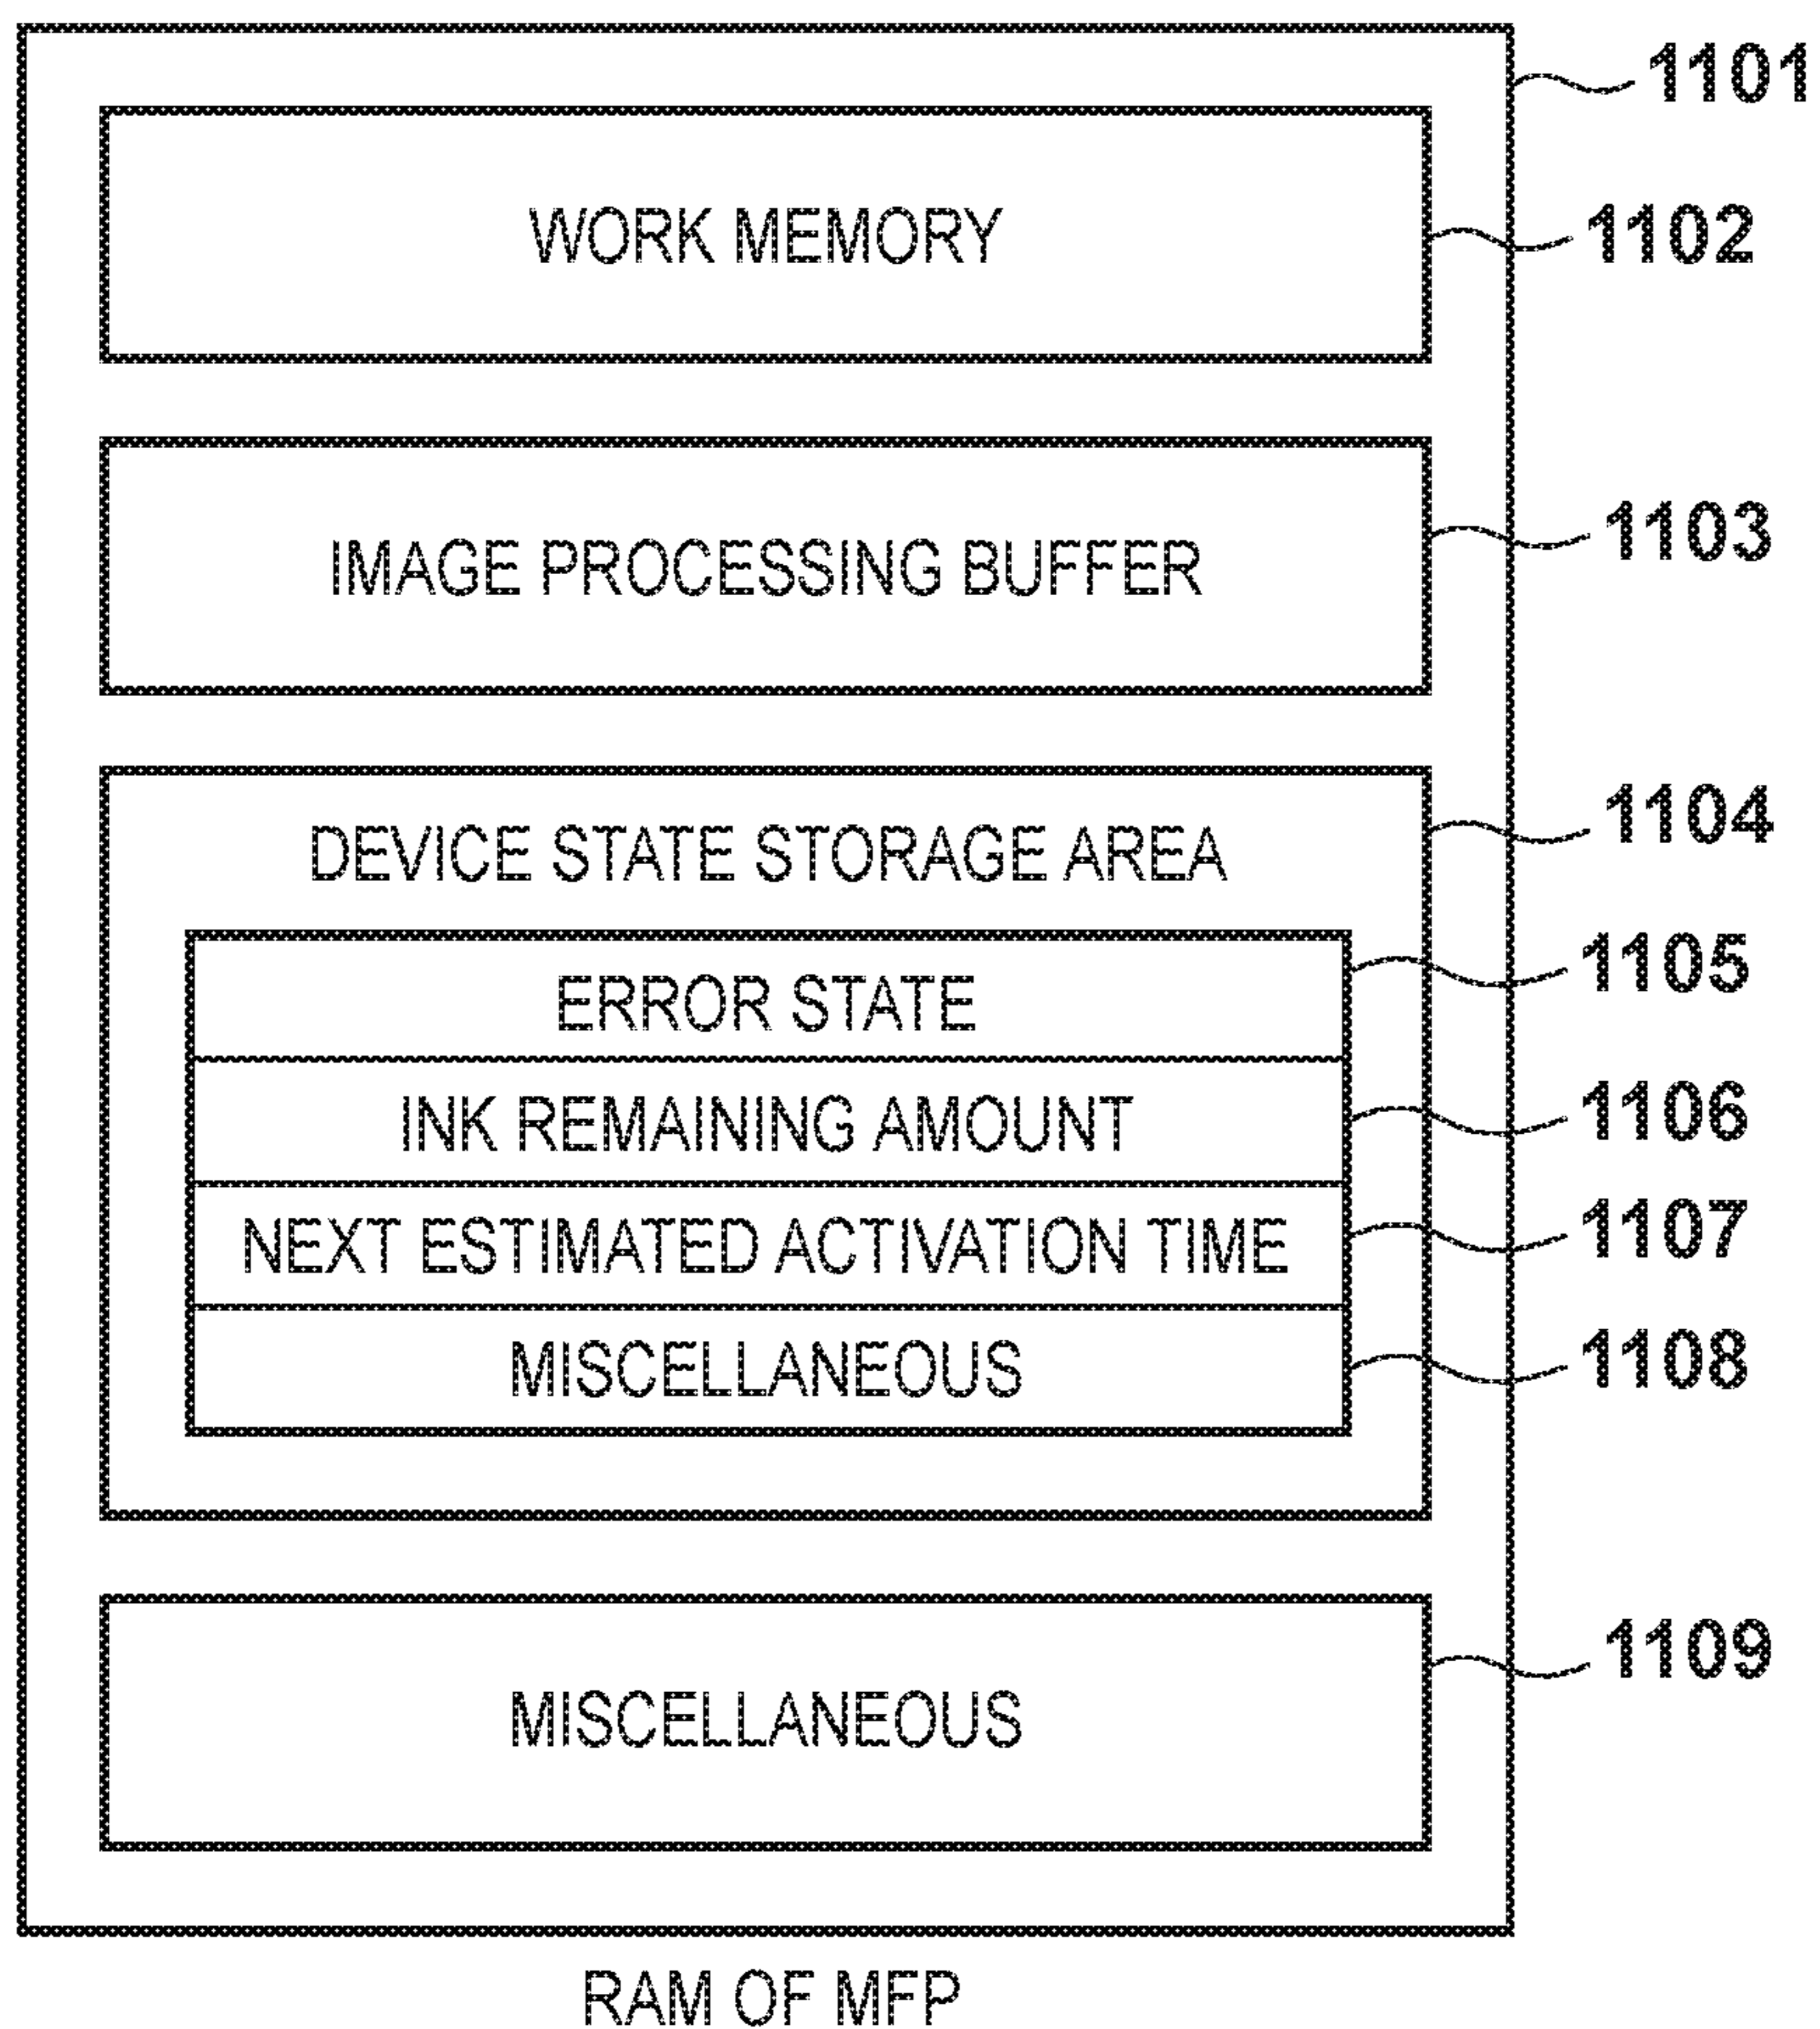 1101
WORK MEMORY
1102
IMAGE PROCESSING BUFFER
1103
DEVICE STATE STORAGE AREA
1104
ERROR STATE
1105
INK REMAINING AMOUNT
1106
NEXT ESTIMATED ACTIVATION TIME
1107
MISCELLANEOUS
1108
MISCELLANEOUS
1109
RAM OF MFP